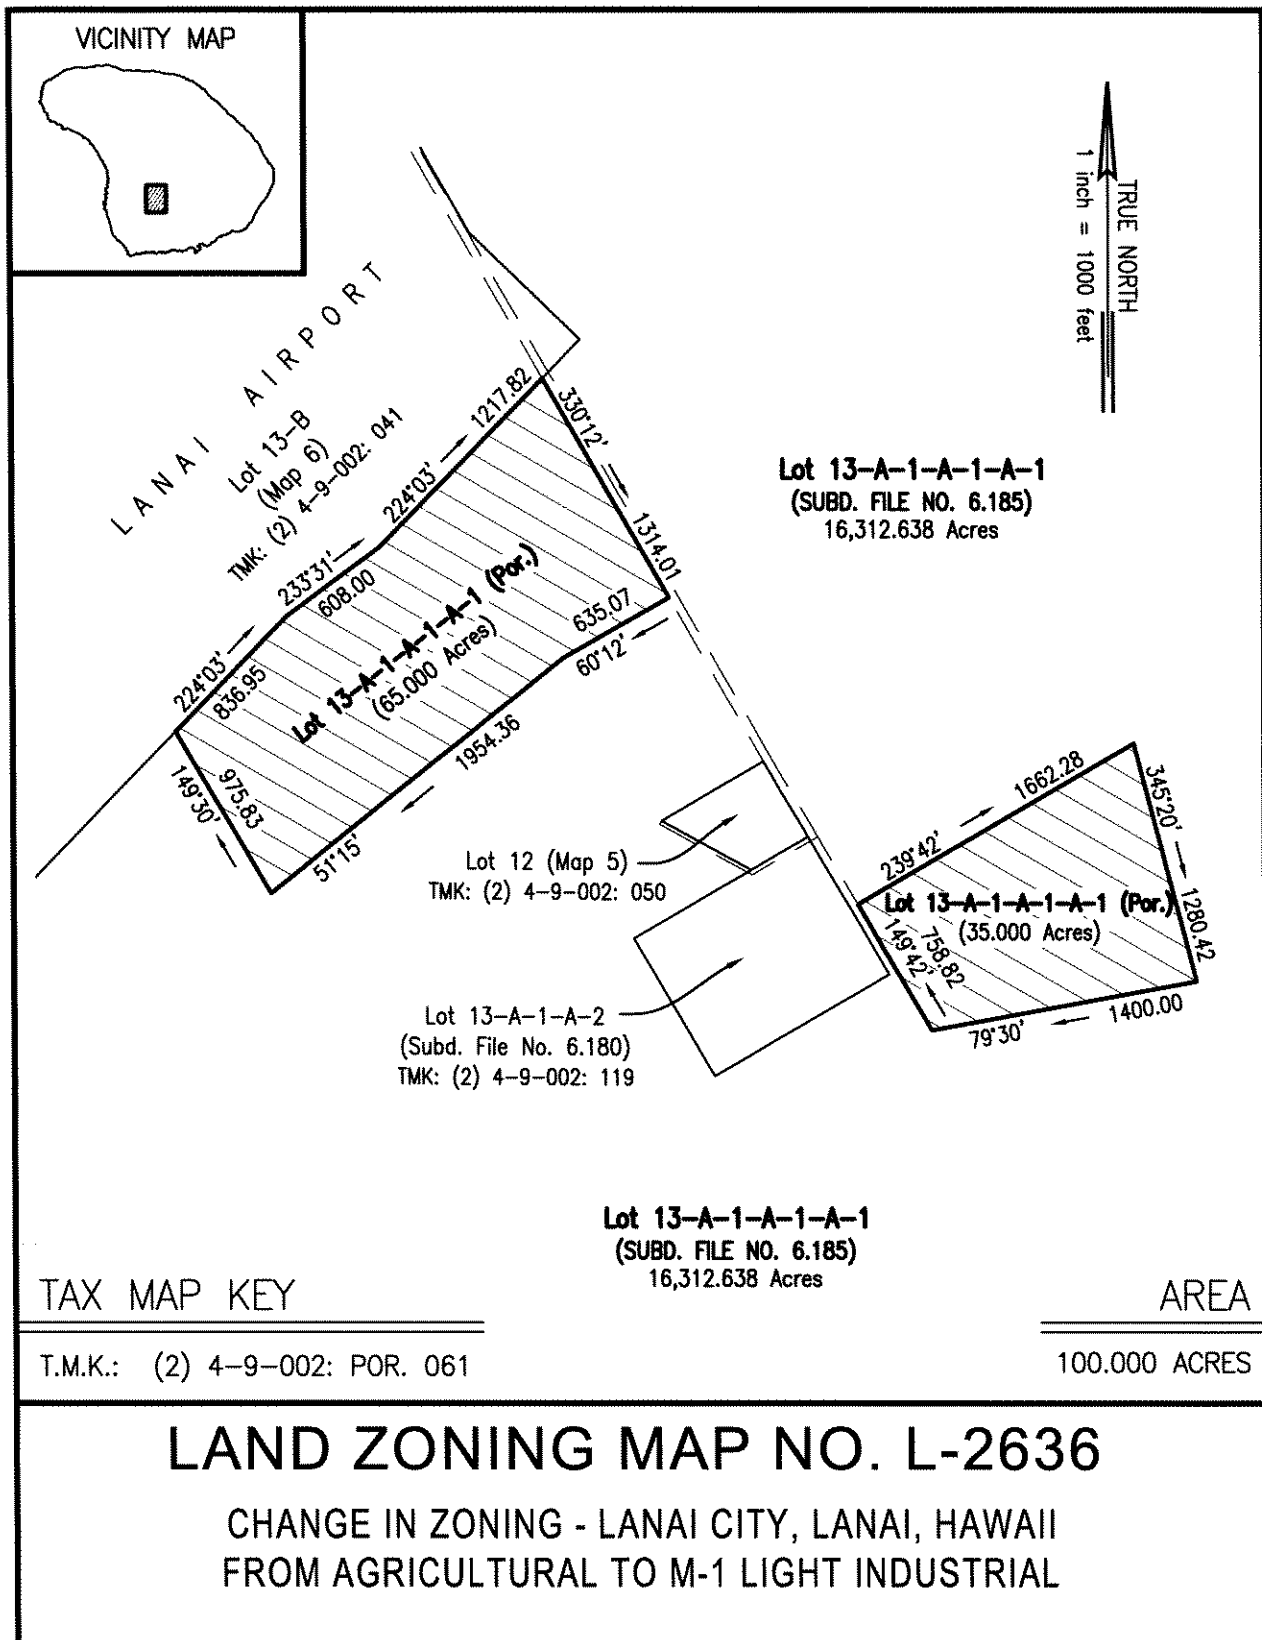 VICINITY MAP
TRUE NORTH
1 inch = 1000 feet
LANAI AIRPORT
Lot 13-B
(Map 6)
TMK: (2) 4-9-002: 041
1217.82
224°03'
233°31'
608.00
224°03'
836.95
330°12'
1314.01
635.07
60°12'
1954.36
51°15'
975.83
149°30'
Lot 13-A-1-A-1-A-1 (Por.)
(65.000 Acres)
Lot 13-A-1-A-1-A-1
(SUBD. FILE NO. 6.185)
16,312.638 Acres
1662.28
239°42'
345°20'
1280.42
Lot 13-A-1-A-1-A-1 (Por.)
(35.000 Acres)
758.82
149°42'
79°30'
1400.00
Lot 12 (Map 5)
TMK: (2) 4-9-002: 050
Lot 13-A-1-A-2
(Subd. File No. 6.180)
TMK: (2) 4-9-002: 119
Lot 13-A-1-A-1-A-1
(SUBD. FILE NO. 6.185)
16,312.638 Acres
TAX MAP KEY
AREA
T.M.K.: (2) 4-9-002: POR. 061
100.000 ACRES
LAND ZONING MAP NO. L-2636
CHANGE IN ZONING - LANAI CITY, LANAI, HAWAII
FROM AGRICULTURAL TO M-1 LIGHT INDUSTRIAL